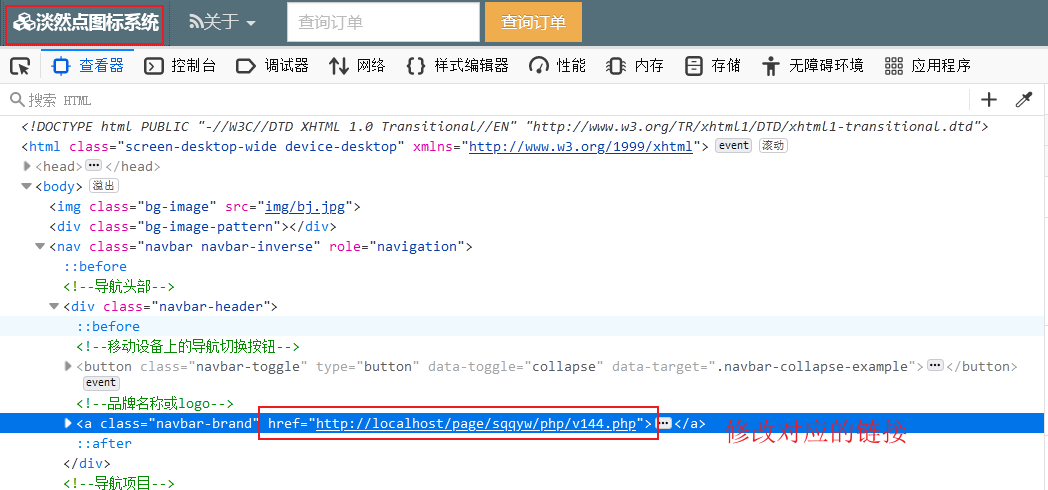 淡然点图标系统 关于 查询订单 查询订单
查看器 控制台 调试器 网络 样式编辑器 性能 内存 存储 无障碍环境 应用程序
搜索 HTML
<!DOCTYPE html PUBLIC "-//W3C//DTD XHTML 1.0 Transitional//EN" "http://www.w3.org/TR/xhtml1/DTD/xhtml1-transitional.dtd">
<html class="screen-desktop-wide device-desktop" xmlns="http://www.w3.org/1999/xhtml"> event 滚动
<head>···</head>
<body> 溢出
<img class="bg-image" src="img/bj.jpg">
<div class="bg-image-pattern"></div>
<nav class="navbar navbar-inverse" role="navigation">
::before
<!--导航头部-->
<div class="navbar-header">
::before
<!--移动设备上的导航切换按钮-->
<button class="navbar-toggle" type="button" data-toggle="collapse" data-target=".navbar-collapse-example">···</button>
event
<!--品牌名称或logo-->
<a class="navbar-brand" href="http://localhost/page/sqqyw/php/v144.php">···</a> 修改对应的链接
::after
</div>
<!--导航项目-->